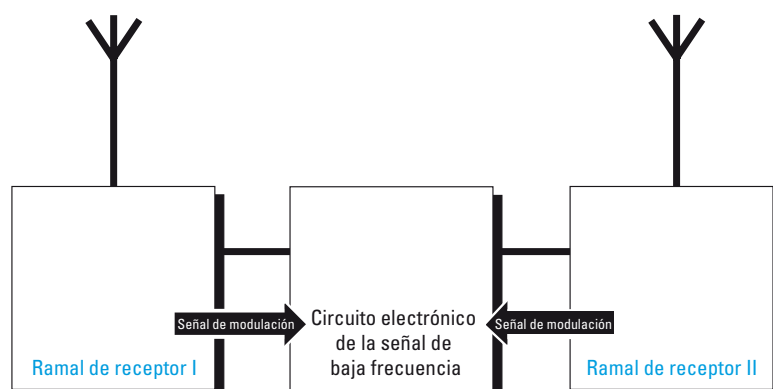 Señal de modulación
Circuito electrónico
de la señal de
baja frecuencia
Señal de modulación
Ramal de receptor I
Ramal de receptor II